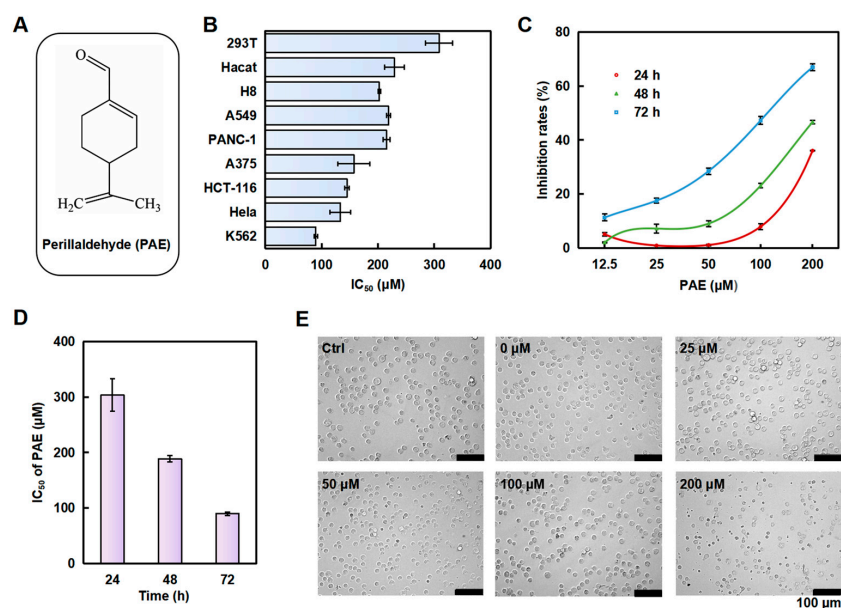 A
O
H₂C
CH₃
Perillaldehyde (PAE)
B
293T
Hacat
H8
A549
PANC-1
A375
HCT-116
Hela
K562
0 100 200 300 400
IC₅₀ (µM)
C
Inhibition rates (%)
80
60
40
20
0
24 h
48 h
72 h
12.5 25 50 100 200
PAE (µM)
D
IC₅₀ of PAE (µM)
400
300
200
100
0
24 48 72
Time (h)
E
Ctrl
0 µM
25 µM
50 µM
100 µM
200 µM
100 µm